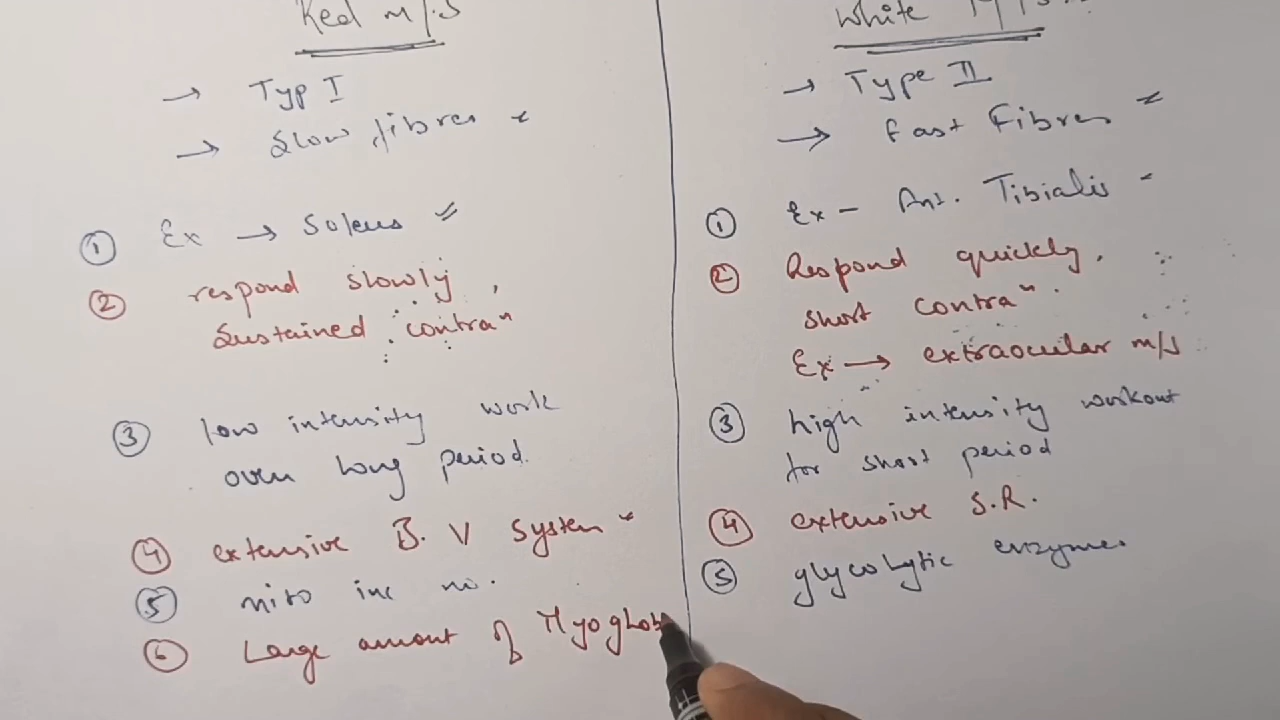 Red m/s
→ Typ I
→ Slow fibres
① Ex → Soleus
② respond slowly,
Sustained contraⁿ
③ low intensity work
over long period.
④ extensive B.V system
⑤ mito inc no.
⑥ Large amount of Myoglob
White M/s
→ Type II
→ fast Fibres
① Ex - Ant. Tibialis
② Respond quickly,
short contraⁿ.
Ex → extraocular m/s
③ high intensity workout
for short period
④ extensive S.R.
⑤ glycolytic enzymes